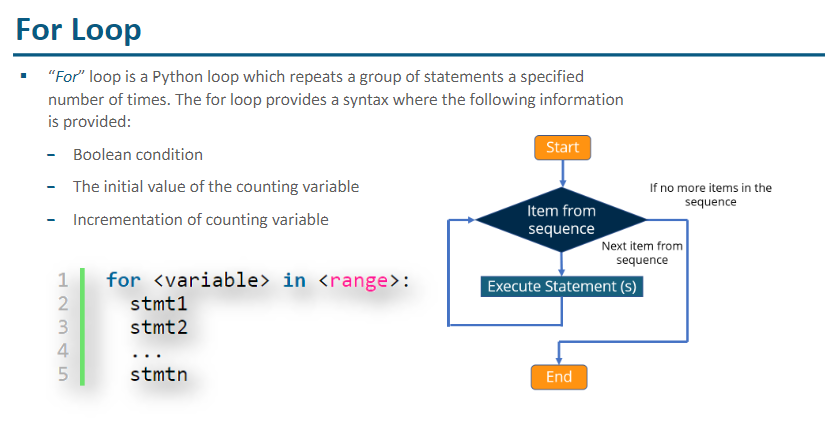 For Loop
▪ “For” loop is a Python loop which repeats a group of statements a specified
number of times. The for loop provides a syntax where the following information
is provided:
– Boolean condition
– The initial value of the counting variable
– Incrementation of counting variable
1 for <variable> in <range>:
2 stmt1
3 stmt2
4 ...
5 stmtn
Start
Item from
sequence
If no more items in the
sequence
Next item from
sequence
Execute Statement (s)
End